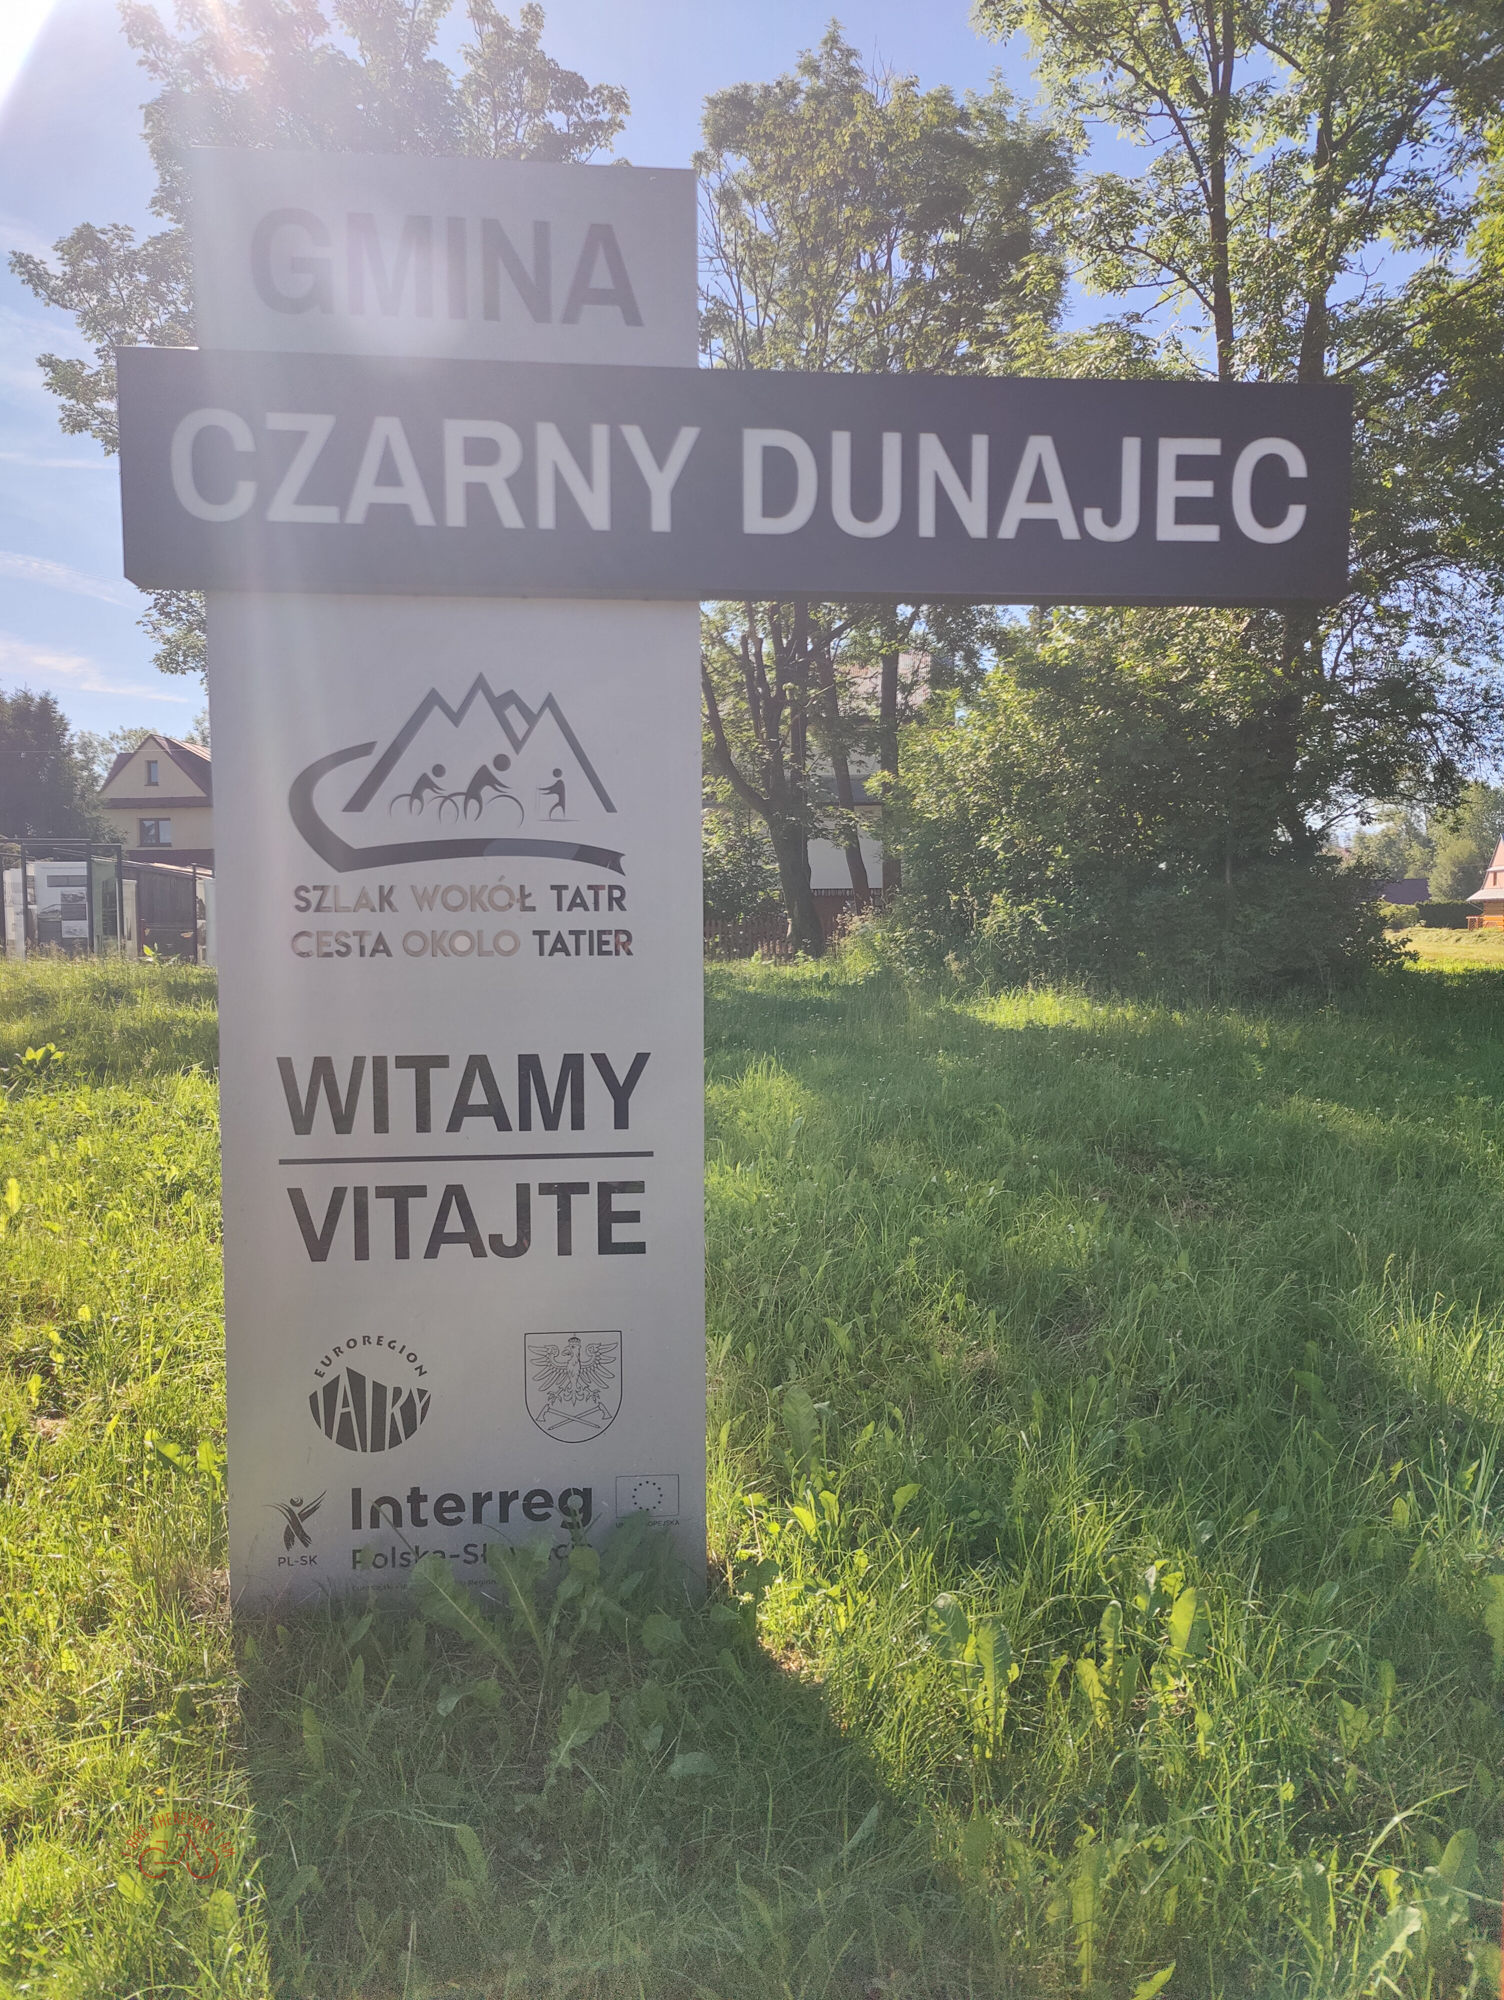 GMINA
CZARNY DUNAJEC
SZLAK WOKÓŁ TATR
CESTA OKOLO TATIER
WITAMY
VITAJTE
EUROREGION
TATRY
PL-SK
Interreg